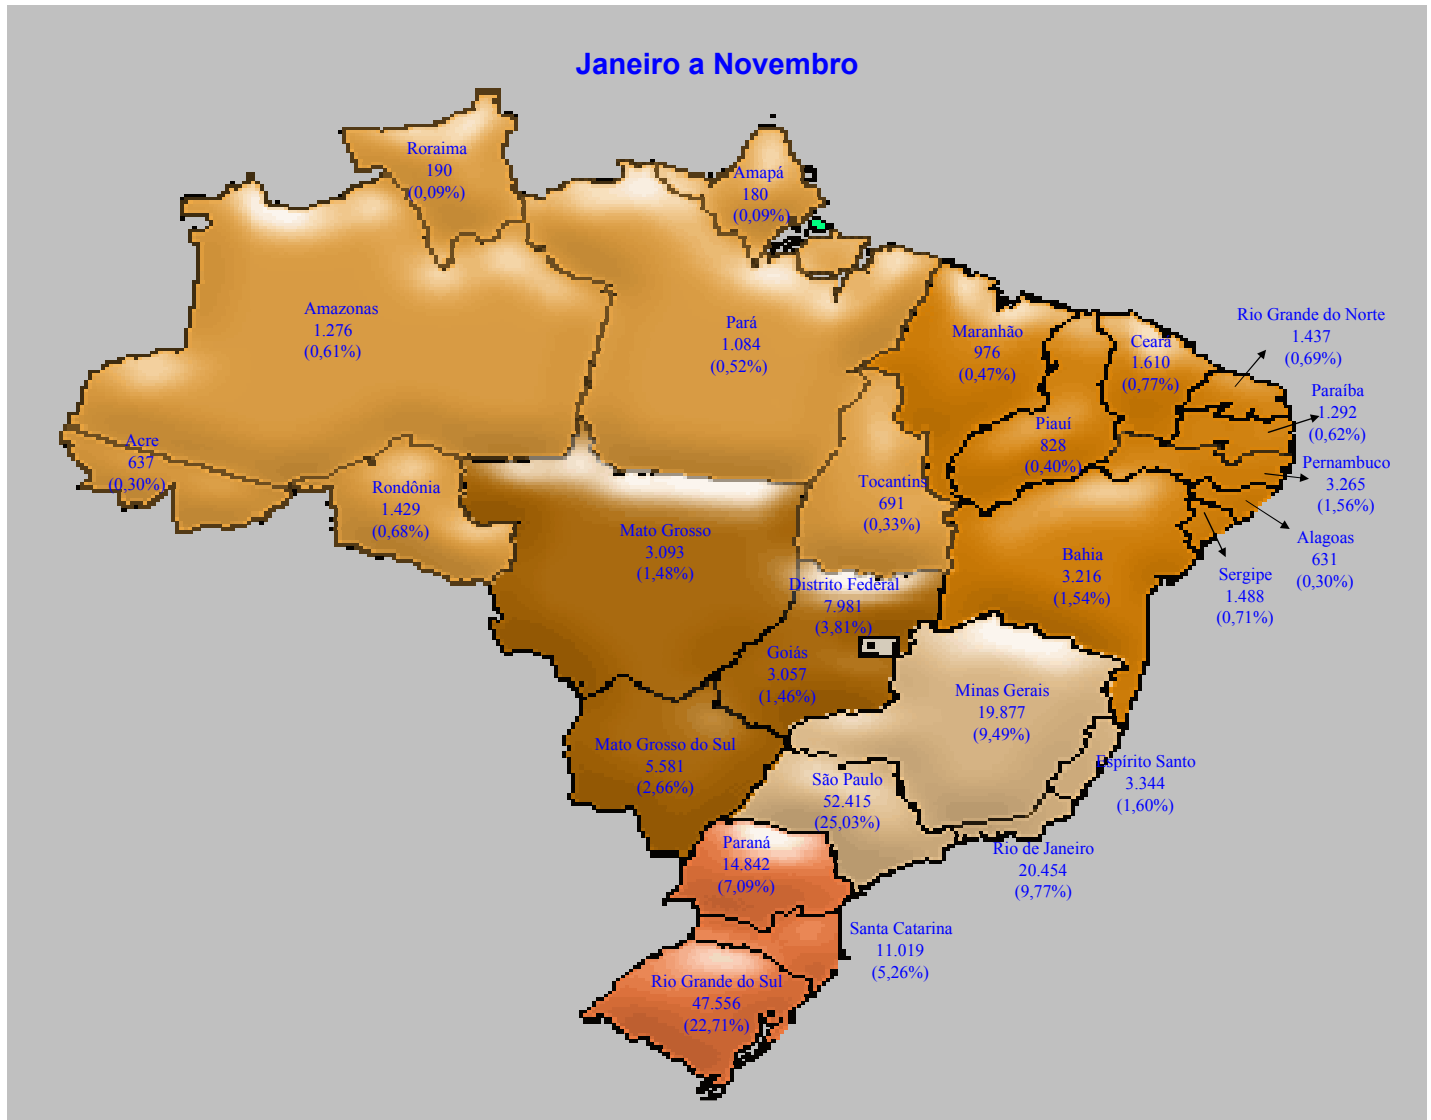 Janeiro a Novembro
Roraima
190
(0,09%)
Amapá
180
(0,09%)
Amazonas
1.276
(0,61%)
Pará
1.084
(0,52%)
Maranhão
976
(0,47%)
Ceará
1.610
(0,77%)
Rio Grande do Norte
1.437
(0,69%)
Paraíba
1.292
(0,62%)
Piauí
828
(0,40%)
Pernambuco
3.265
(1,56%)
Acre
637
(0,30%)
Rondônia
1.429
(0,68%)
Tocantins
691
(0,33%)
Mato Grosso
3.093
(1,48%)
Alagoas
631
(0,30%)
Bahia
3.216
(1,54%)
Sergipe
1.488
(0,71%)
Distrito Federal
7.981
(3,81%)
Goiás
3.057
(1,46%)
Minas Gerais
19.877
(9,49%)
Mato Grosso do Sul
5.581
(2,66%)
Espírito Santo
3.344
(1,60%)
São Paulo
52.415
(25,03%)
Paraná
14.842
(7,09%)
Rio de Janeiro
20.454
(9,77%)
Santa Catarina
11.019
(5,26%)
Rio Grande do Sul
47.556
(22,71%)